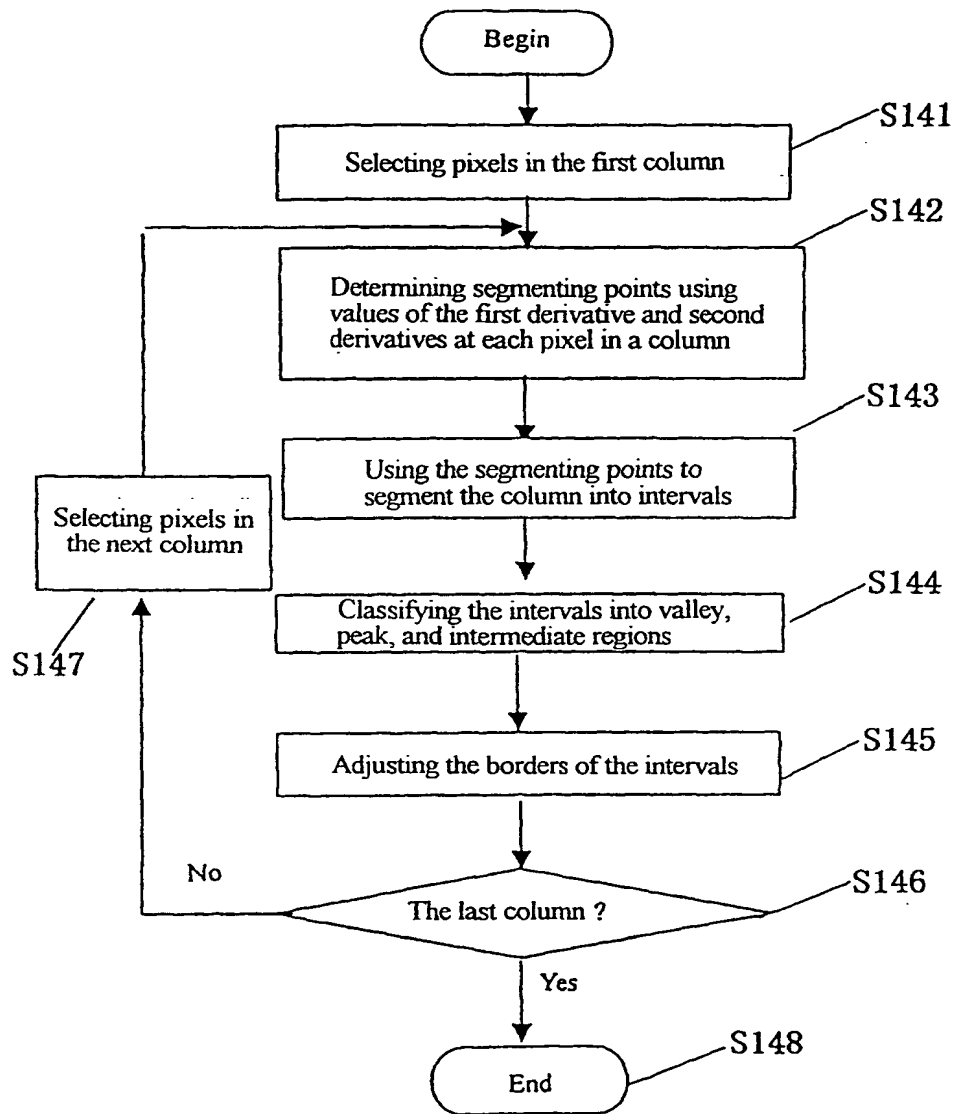 Begin
S141
Selecting pixels in the first column
S142
Determining segmenting points using
values of the first derivative and second
derivatives at each pixel in a column
S143
Using the segmenting points to
segment the column into intervals
Selecting pixels in
the next column
S147
S144
Classifying the intervals into valley,
peak, and intermediate regions
S145
Adjusting the borders of the intervals
No
S146
The last column ?
Yes
S148
End